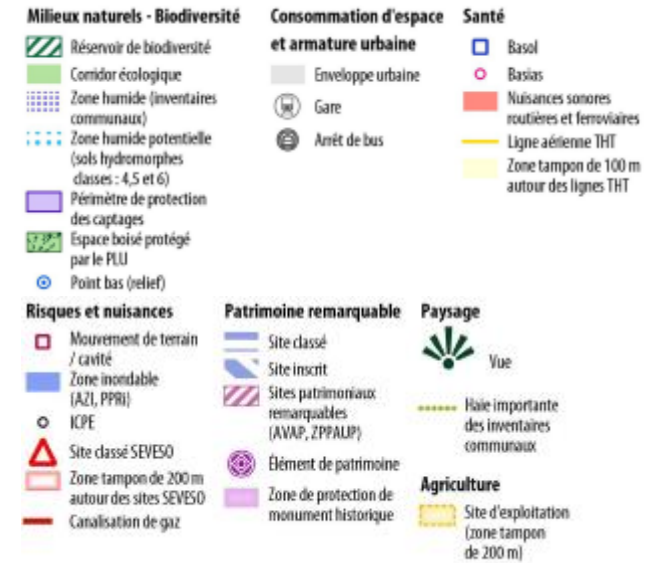 Milieux naturels - Biodiversité
Réservoir de biodiversité
Corridor écologique
Zone humide (inventaires
communaux)
Zone humide potentielle
(sols hydromorphes
classes : 4,5 et 6)
Périmètre de protection
des captages
Espace boisé protégé
par le PLU
Point bas (relief)
Consommation d'espace
et armature urbaine
Enveloppe urbaine
Gare
Arrêt de bus
Santé
Basol
Basias
Nuisances sonores
routières et ferroviaires
Ligne aérienne THT
Zone tampon de 100 m
autour des lignes THT
Risques et nuisances
Mouvement de terrain
/ cavité
Zone inondable
(AZI, PPRi)
ICPE
Site classé SEVESO
Zone tampon de 200 m
autour des sites SEVESO
Canalisation de gaz
Patrimoine remarquable
Site classé
Site inscrit
Sites patrimoniaux
remarquables
(AVAP, ZPPAUP)
Élément de patrimoine
Zone de protection de
monument historique
Paysage
Vue
Haie importante
des inventaires
communaux
Agriculture
Site d'exploitation
(zone tampon
de 200 m)